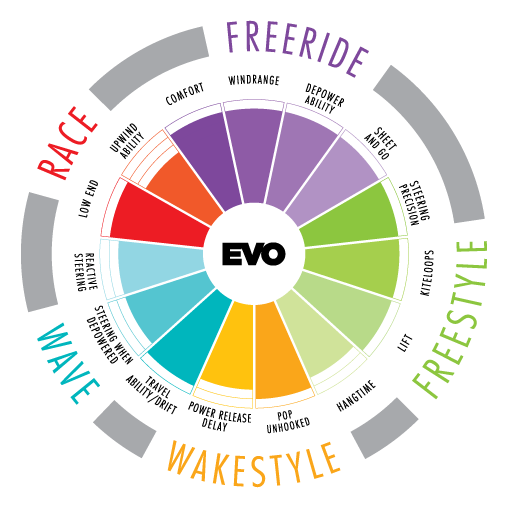 FREERIDE
COMFORT
WINDRANGE
DEPOWER
ABILITY
SHEET
AND GO
STEERING
PRECISION
KITELOOPS
LIFT
HANGTIME
FREESTYLE
POP
UNHOOKED
POWER RELEASE
DELAY
WAKESTYLE
TRAVEL
ABILITY/DRIFT
STEERING WHEN
DEPOWERED
REACTIVE
STEERING
WAVE
LOW END
UPWIND
ABILITY
RACE
EVO